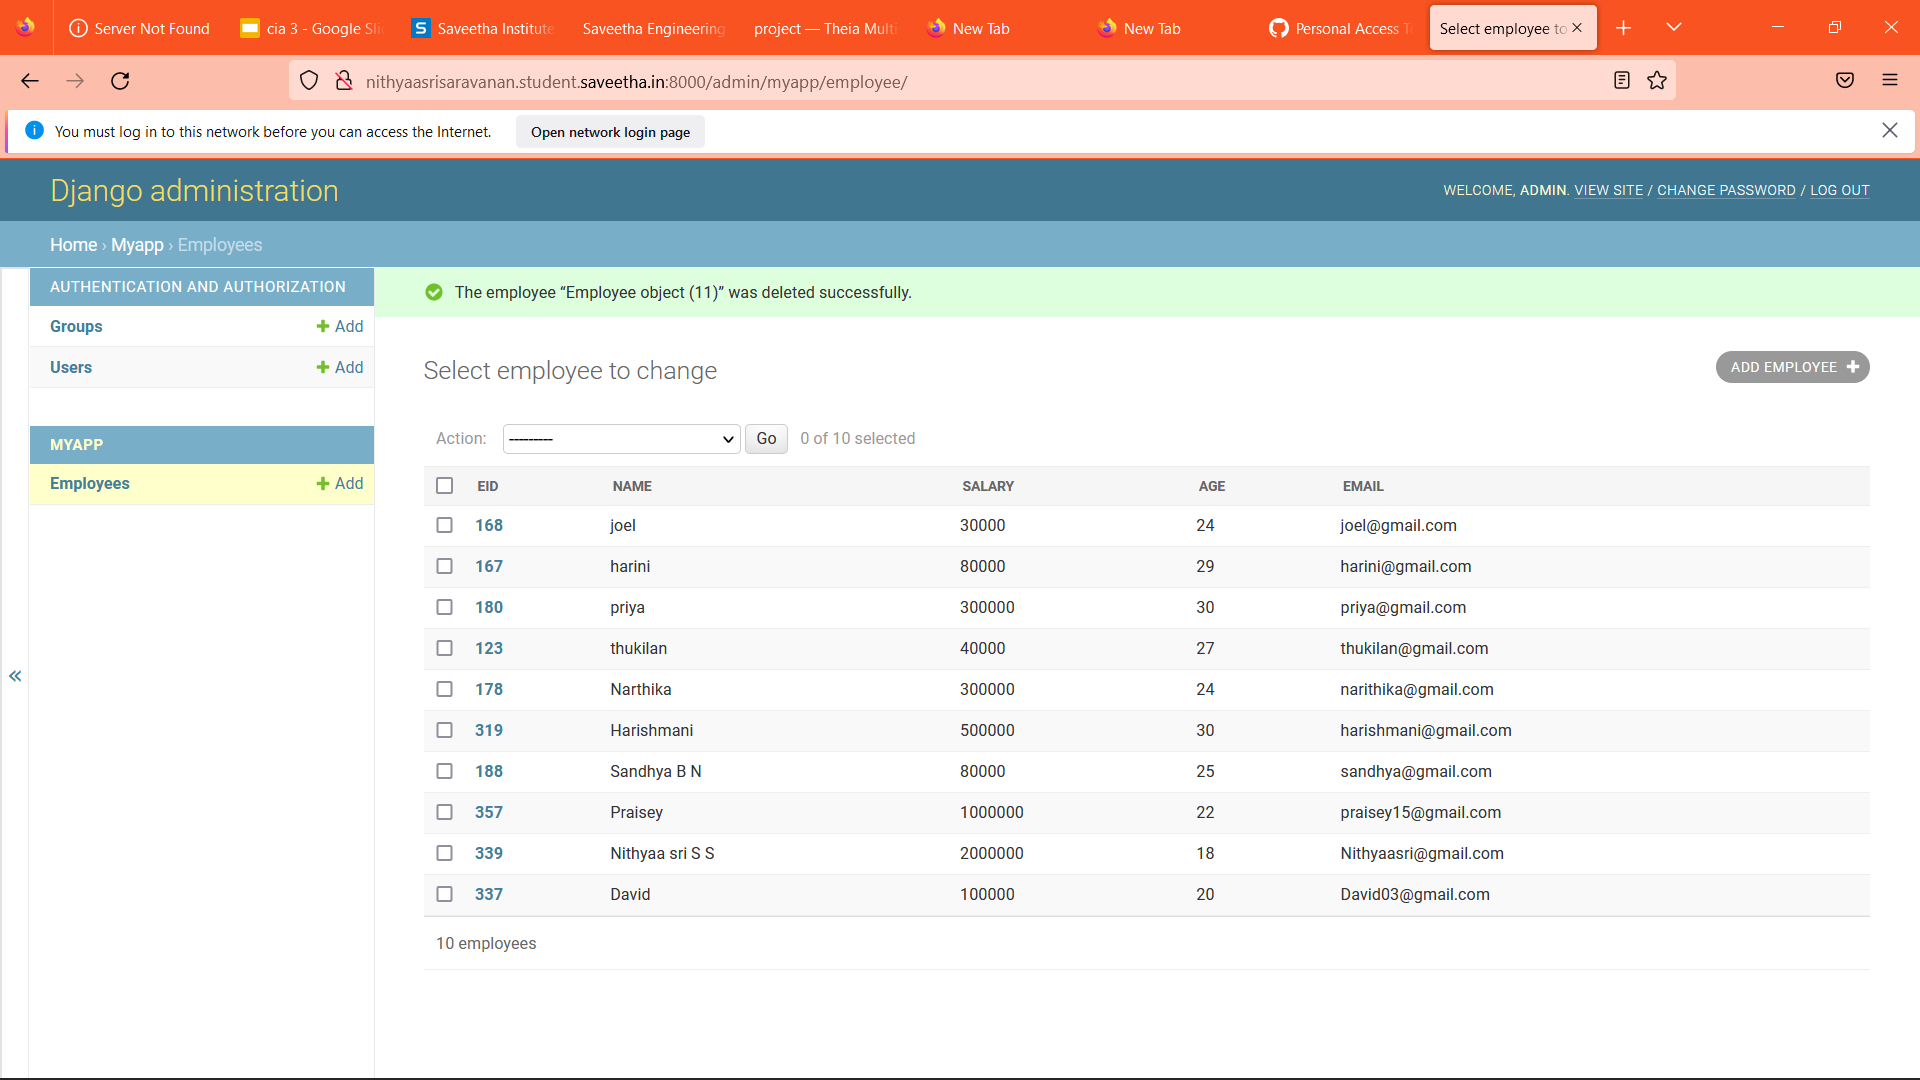 Server Not Found cia 3 - Google Sli Saveetha Institute Saveetha Engineering project — Theia Multi New Tab New Tab Personal Access T Select employee to
nithyaasrisaravanan.student.saveetha.in:8000/admin/myapp/employee/
You must log in to this network before you can access the Internet. Open network login page
Django administration WELCOME, ADMIN. VIEW SITE / CHANGE PASSWORD / LOG OUT
Home › Myapp › Employees
AUTHENTICATION AND AUTHORIZATION
Groups + Add
Users + Add
MYAPP
Employees + Add
The employee “Employee object (11)” was deleted successfully.
Select employee to change ADD EMPLOYEE +
Action: --------- Go 0 of 10 selected
EID NAME SALARY AGE EMAIL
168 joel 30000 24 joel@gmail.com
167 harini 80000 29 harini@gmail.com
180 priya 300000 30 priya@gmail.com
123 thukilan 40000 27 thukilan@gmail.com
178 Narthika 300000 24 narithika@gmail.com
319 Harishmani 500000 30 harishmani@gmail.com
188 Sandhya B N 80000 25 sandhya@gmail.com
357 Praisey 1000000 22 praisey15@gmail.com
339 Nithyaa sri S S 2000000 18 Nithyaasri@gmail.com
337 David 100000 20 David03@gmail.com
10 employees